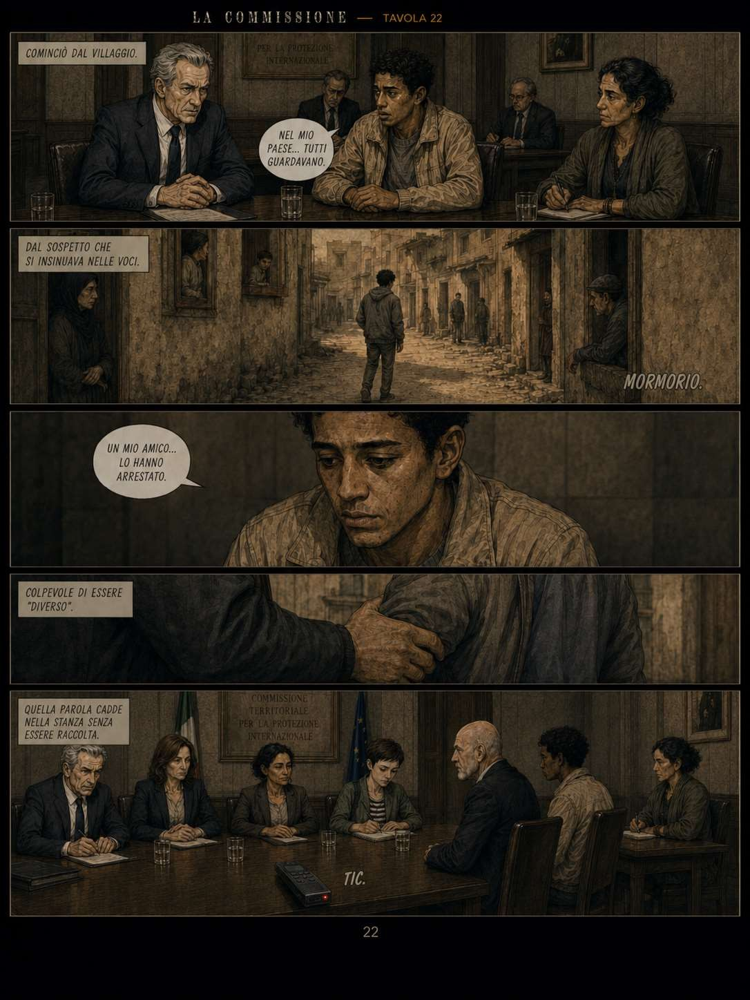 LA COMMISSIONE — TAVOLA 22
COMINCIÒ DAL VILLAGGIO.
PER LA PROTEZIONE
INTERNAZIONALE
NEL MIO
PAESE... TUTTI
GUARDAVANO.
DAL SOSPETTO CHE
SI INSINUAVA NELLE VOCI.
MORMORIO.
UN MIO AMICO...
LO HANNO
ARRESTATO.
COLPEVOLE DI ESSERE
"DIVERSO".
QUELLA PAROLA CADDE
NELLA STANZA SENZA
ESSERE RACCOLTA.
COMMISSIONE
TERRITORIALE
PER LA PROTEZIONE
INTERNAZIONALE
TIC.
22